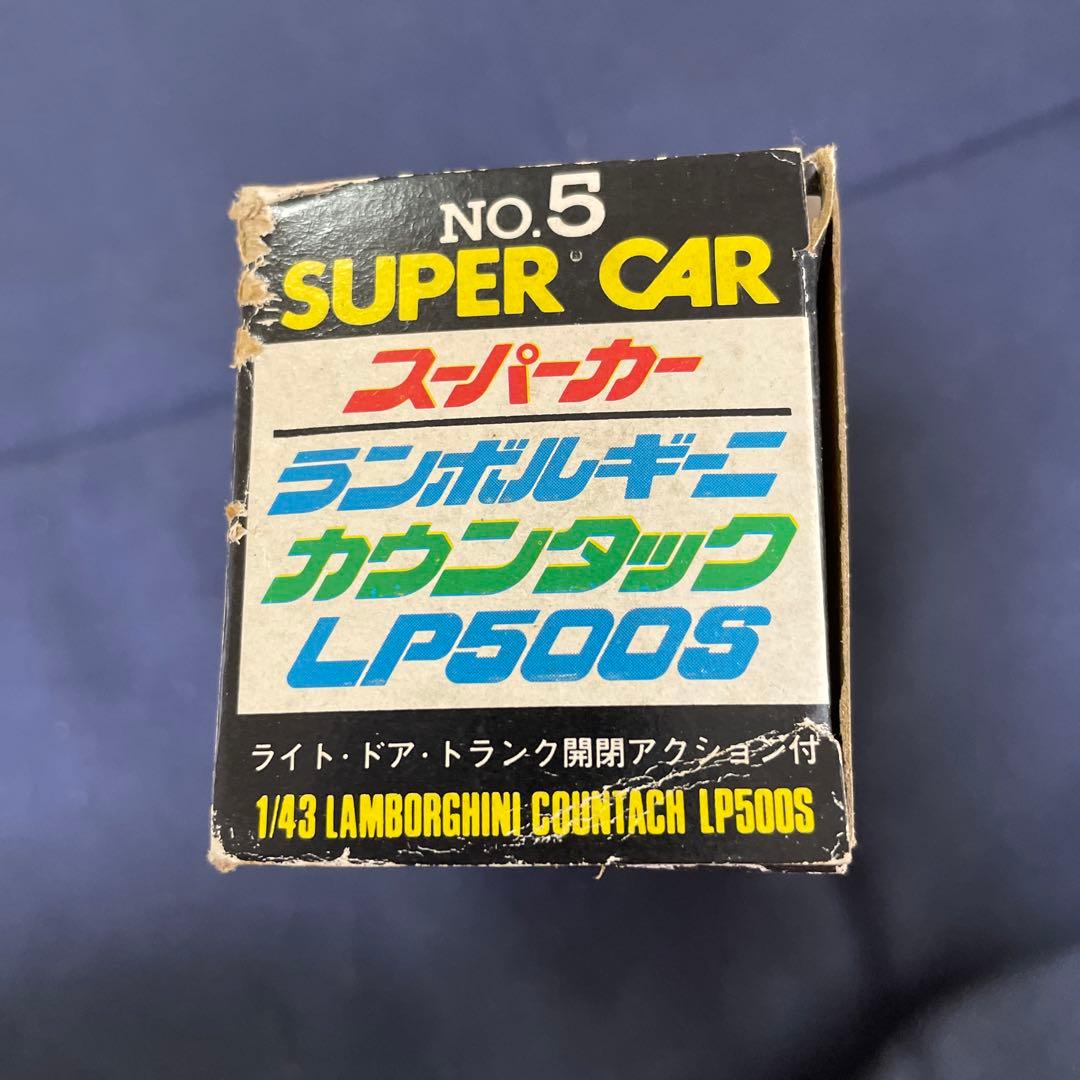 NO.5
SUPER CAR
スーパーカー
ランボルギーニ
カウンタック
LP500S
ライト・ドア・トランク開閉アクション付
1/43 LAMBORGHINI COUNTACH LP500S